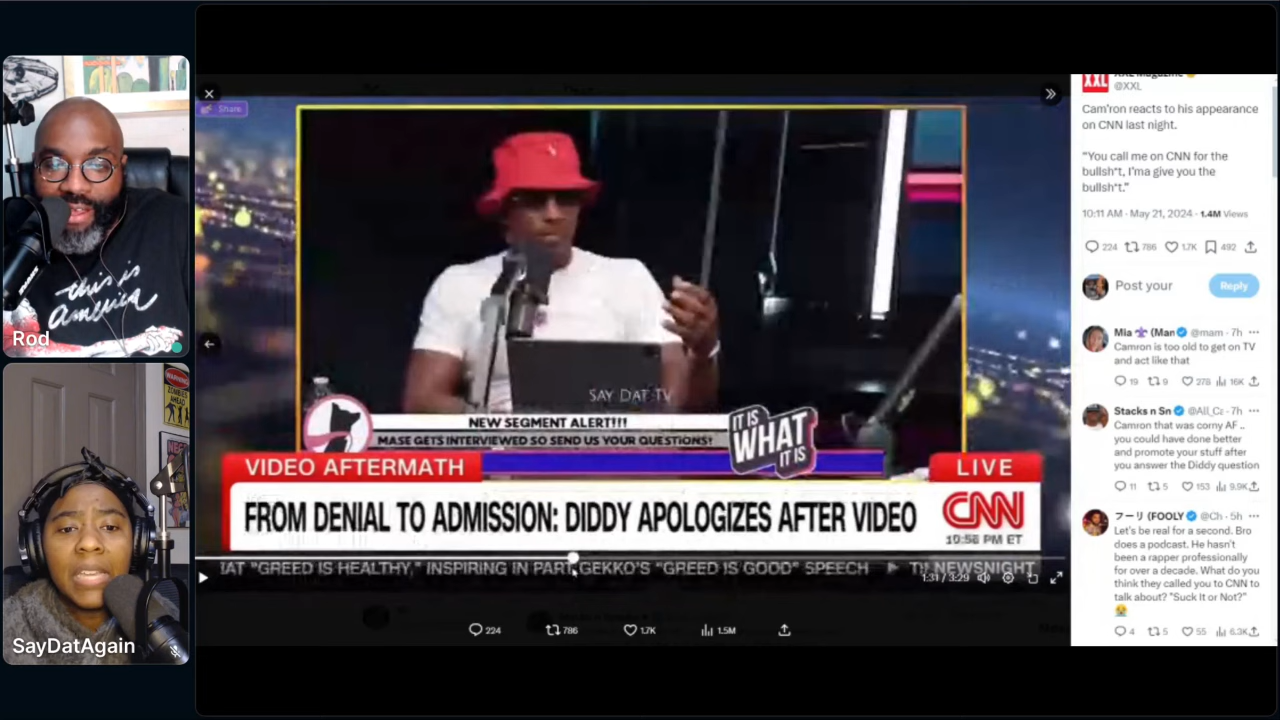 this is
america
Rod
WARNING
ZOMBIES
AHEAD
SayDatAgain
Share
SAY DAT TV
NEW SEGMENT ALERT!!!
MASE GETS INTERVIEWED SO SEND US YOUR QUESTIONS!
IT IS
WHAT
IT IS
VIDEO AFTERMATH
LIVE
FROM DENIAL TO ADMISSION: DIDDY APOLOGIZES AFTER VIDEO
CNN
10:56 PM ET
"GREED IS HEALTHY," INSPIRING IN PART GEKKO'S "GREED IS GOOD" SPEECH NEWSNIGHT
1:31 / 3:29
224 786 1.7K 1.5M
XXL
XXL Magazine
@XXL
Cam'ron reacts to his appearance
on CNN last night.
“You call me on CNN for the
bullsh*t, I'ma give you the
bullsh*t.”
10:11 AM · May 21, 2024 · 1.4M Views
224 786 1.7K 492
Post your
Reply
Mia (Man @mam · 7h
Camron is too old to get on TV
and act like that
19 9 278 16K
Stacks n Sn @All_Ca · 7h
Camron that was corny AF ..
you could have done better
and promote your stuff after
you answer the Diddy question
11 5 153 9.9K
フーリ (FOOLY @Ch · 5h
Let's be real for a second. Bro
does a podcast. He hasn't
been a rapper professionally
for over a decade. What do you
think they called you to CNN to
talk about? "Suck It or Not?"
4 5 55 6.3K